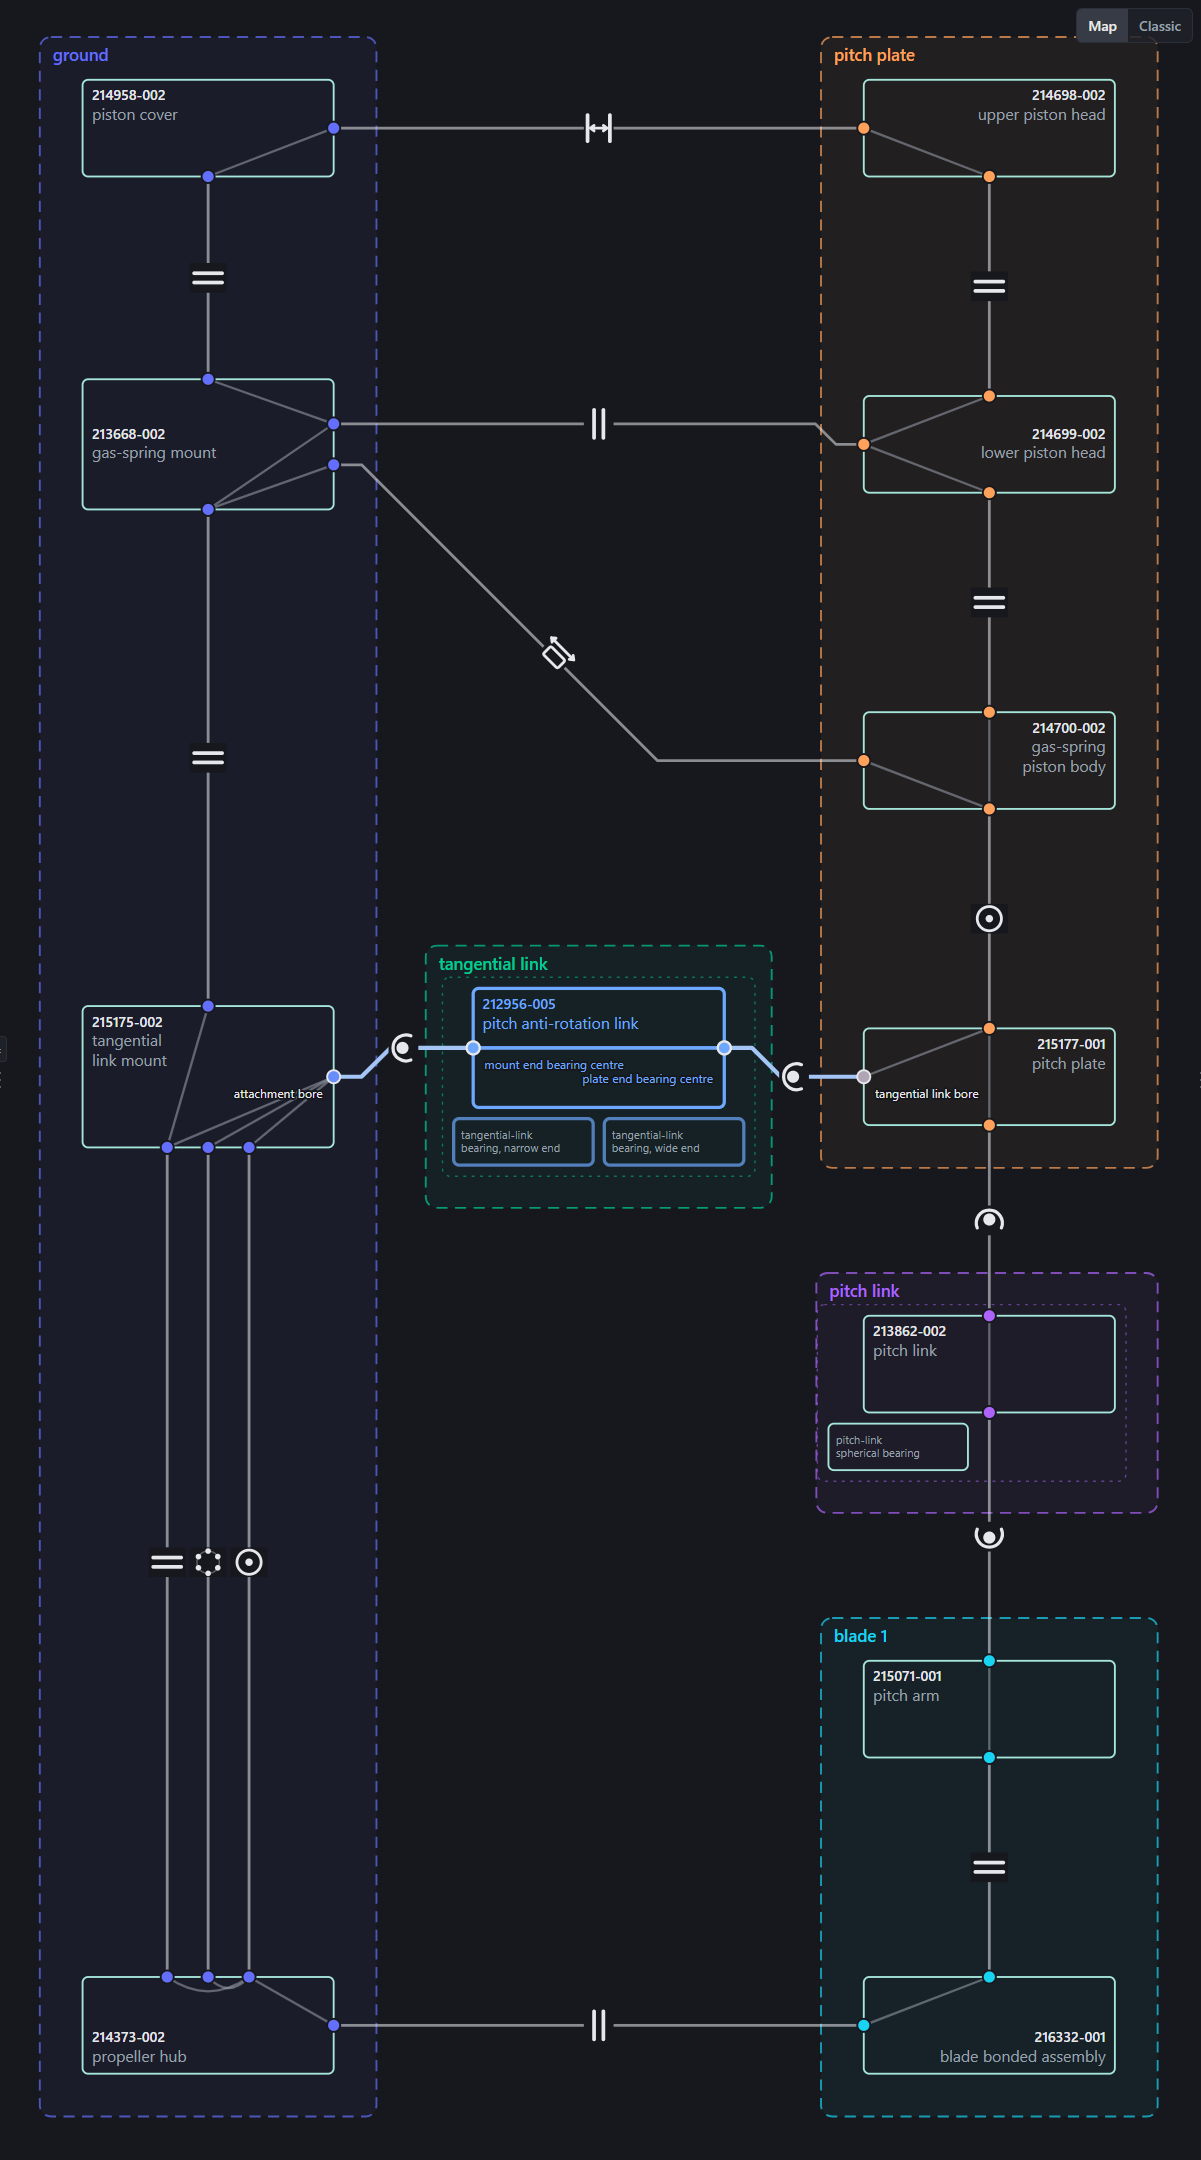 Map
Classic
ground
pitch plate
214958-002
piston cover
214698-002
upper piston head
213668-002
gas-spring mount
214699-002
lower piston head
214700-002
gas-spring
piston body
tangential link
212956-005
pitch anti-rotation link
mount end bearing centre
plate end bearing centre
tangential-link
bearing, narrow end
tangential-link
bearing, wide end
215175-002
tangential
link mount
attachment bore
215177-001
pitch plate
tangential link bore
pitch link
213862-002
pitch link
pitch-link
spherical bearing
blade 1
215071-001
pitch arm
214373-002
propeller hub
216332-001
blade bonded assembly